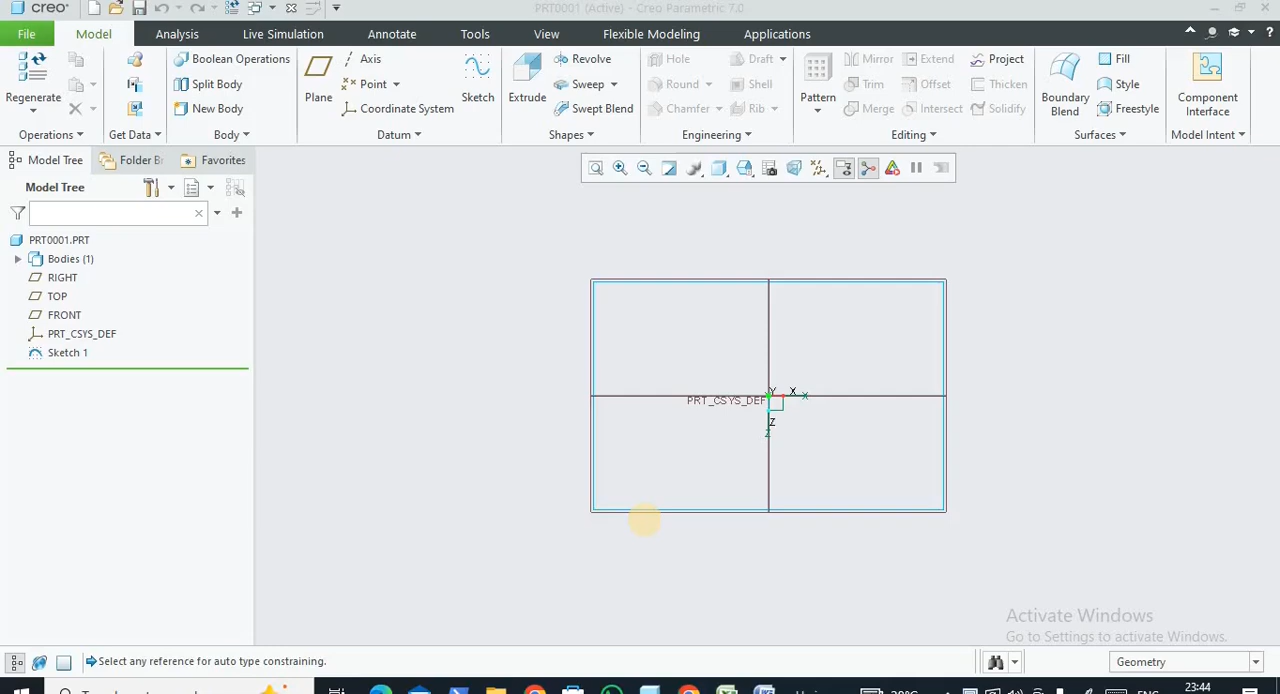 creo®
PRT0001 (Active) - Creo Parametric 7.0
File Model Analysis Live Simulation Annotate Tools View Flexible Modeling Applications
Regenerate
Operations
Get Data
Boolean Operations
Split Body
New Body
Body
Plane
Axis
Point
Coordinate System
Sketch
Datum
Extrude
Revolve
Sweep
Swept Blend
Shapes
Hole
Round
Chamfer
Draft
Shell
Rib
Engineering
Pattern
Mirror
Trim
Merge
Extend
Offset
Intersect
Project
Thicken
Solidify
Editing
Boundary
Blend
Fill
Style
Freestyle
Surfaces
Component
Interface
Model Intent
Model Tree
Folder B
Favorites
Model Tree
PRT0001.PRT
Bodies (1)
RIGHT
TOP
FRONT
PRT_CSYS_DEF
Sketch 1
Y X X
PRT_CSYS_DEF
Z
Z
Activate Windows
Go to Settings to activate Windows.
Select any reference for auto type constraining.
Geometry
23:44